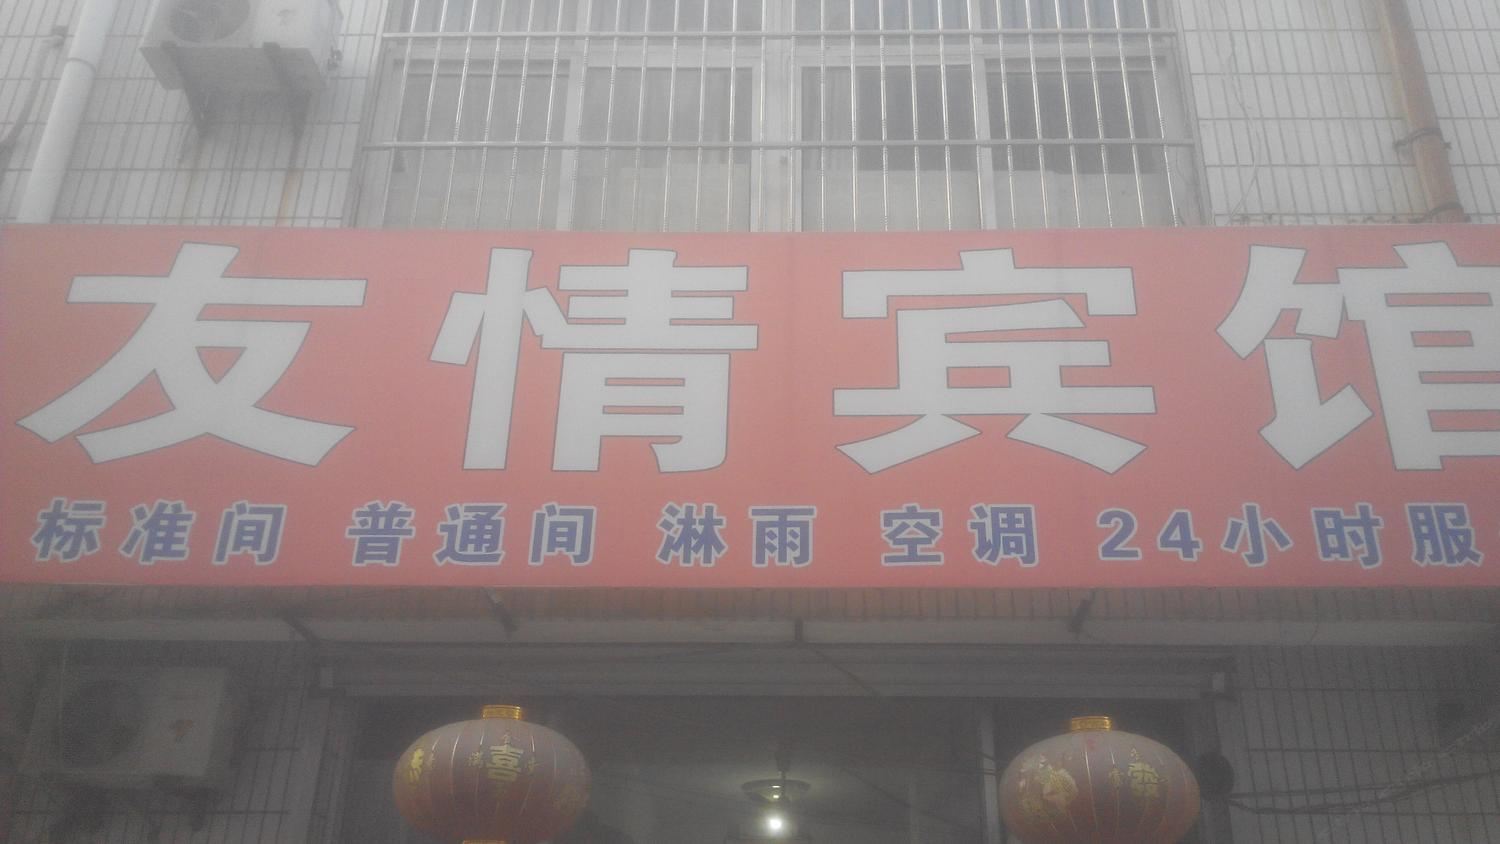 友情宾馆
标准间 普通间 淋雨 空调 24小时服
喜